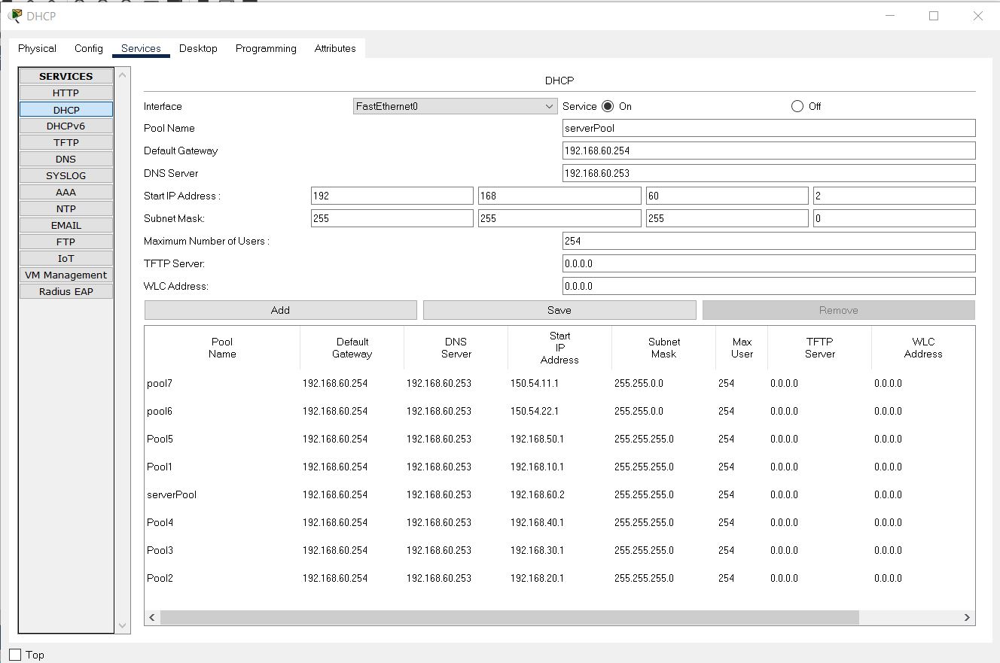 DHCP
Physical Config Services Desktop Programming Attributes
SERVICES
HTTP
DHCP
DHCPv6
TFTP
DNS
SYSLOG
AAA
NTP
EMAIL
FTP
IoT
VM Management
Radius EAP
DHCP
Interface FastEthernet0 Service On Off
Pool Name serverPool
Default Gateway 192.168.60.254
DNS Server 192.168.60.253
Start IP Address : 192 168 60 2
Subnet Mask: 255 255 255 0
Maximum Number of Users : 254
TFTP Server: 0.0.0.0
WLC Address: 0.0.0.0
Add Save Remove
Pool Name Default Gateway DNS Server Start IP Address Subnet Mask Max User TFTP Server WLC Address
pool7 192.168.60.254 192.168.60.253 150.54.11.1 255.255.0.0 254 0.0.0.0 0.0.0.0
pool6 192.168.60.254 192.168.60.253 150.54.22.1 255.255.0.0 254 0.0.0.0 0.0.0.0
Pool5 192.168.60.254 192.168.60.253 192.168.50.1 255.255.255.0 254 0.0.0.0 0.0.0.0
Pool1 192.168.60.254 192.168.60.253 192.168.10.1 255.255.255.0 254 0.0.0.0 0.0.0.0
serverPool 192.168.60.254 192.168.60.253 192.168.60.2 255.255.255.0 254 0.0.0.0 0.0.0.0
Pool4 192.168.60.254 192.168.60.253 192.168.40.1 255.255.255.0 254 0.0.0.0 0.0.0.0
Pool3 192.168.60.254 192.168.60.253 192.168.30.1 255.255.255.0 254 0.0.0.0 0.0.0.0
Pool2 192.168.60.254 192.168.60.253 192.168.20.1 255.255.255.0 254 0.0.0.0 0.0.0.0
Top